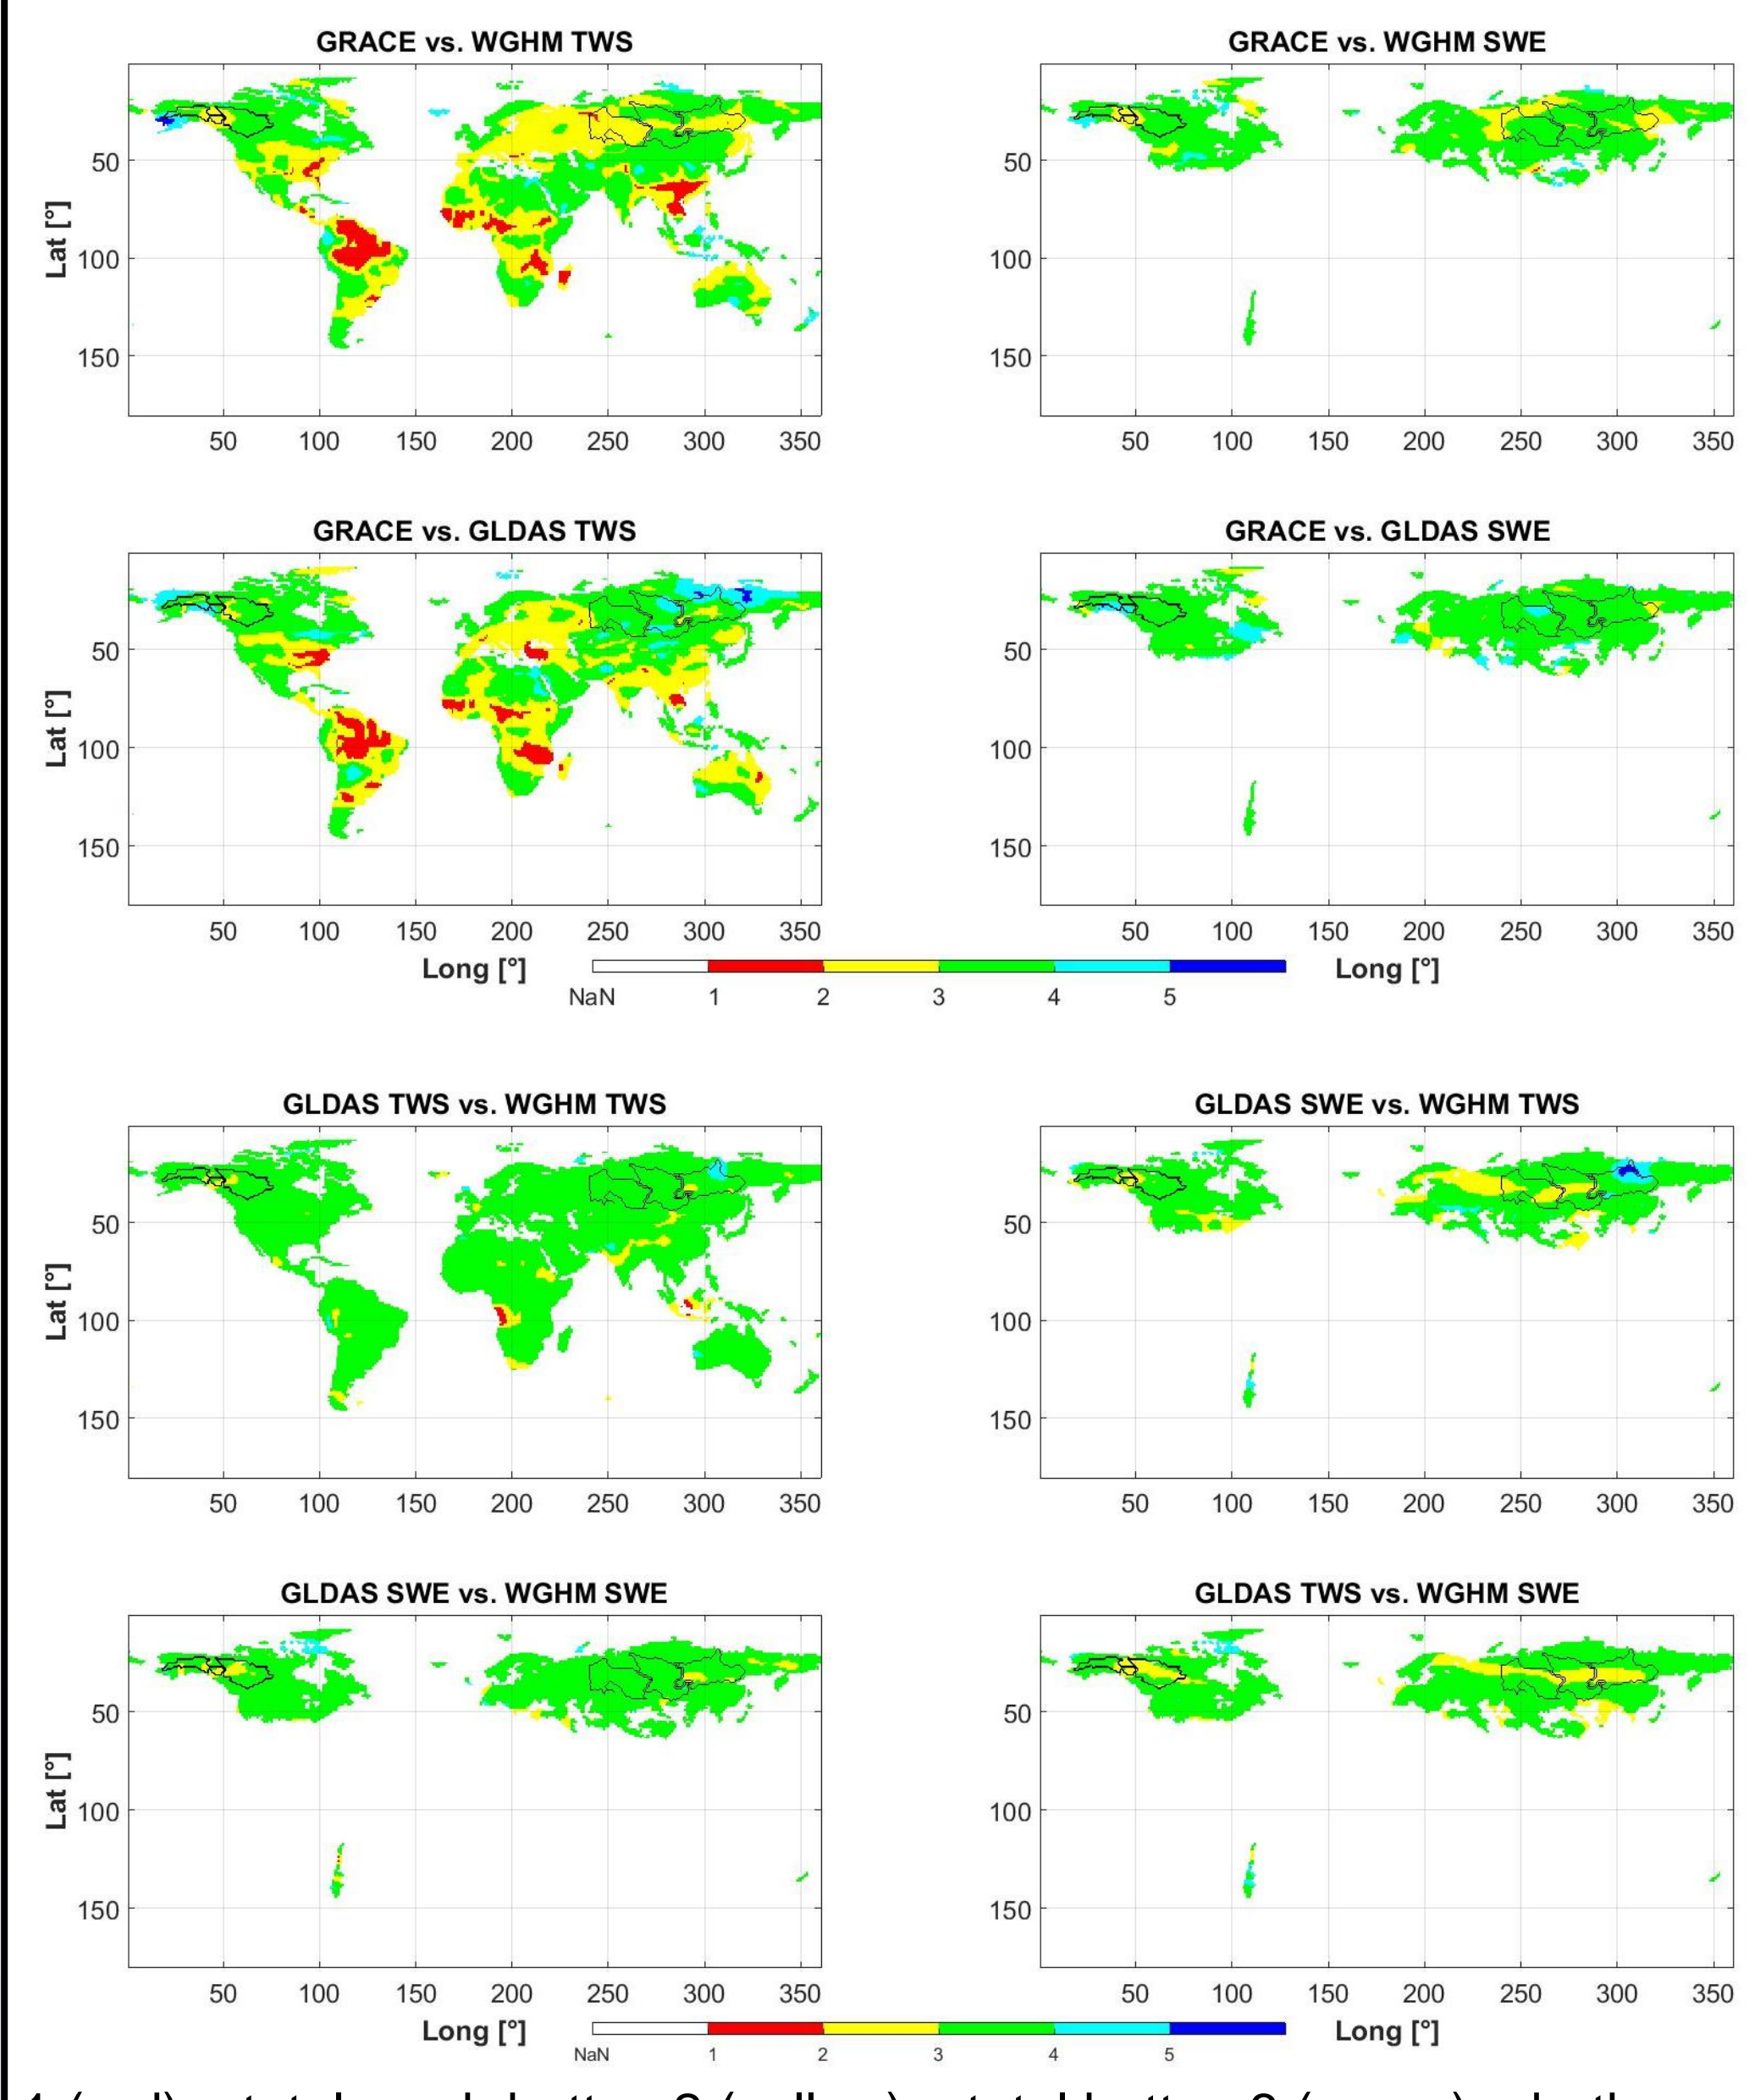 GRACE vs. WGHM TWS
Lat [°]
50
100
150
50 100 150 200 250 300 350
GRACE vs. WGHM SWE
50
100
150
50 100 150 200 250 300 350
GRACE vs. GLDAS TWS
Lat [°]
50
100
150
50 100 150 200 250 300 350
Long [°]
GRACE vs. GLDAS SWE
50
100
150
50 100 150 200 250 300 350
Long [°]
NaN 1 2 3 4 5
GLDAS TWS vs. WGHM TWS
Lat [°]
50
100
150
50 100 150 200 250 300 350
GLDAS SWE vs. WGHM TWS
50
100
150
50 100 150 200 250 300 350
GLDAS SWE vs. WGHM SWE
Lat [°]
50
100
150
50 100 150 200 250 300 350
Long [°]
GLDAS TWS vs. WGHM SWE
50
100
150
50 100 150 200 250 300 350
Long [°]
NaN 1 2 3 4 5